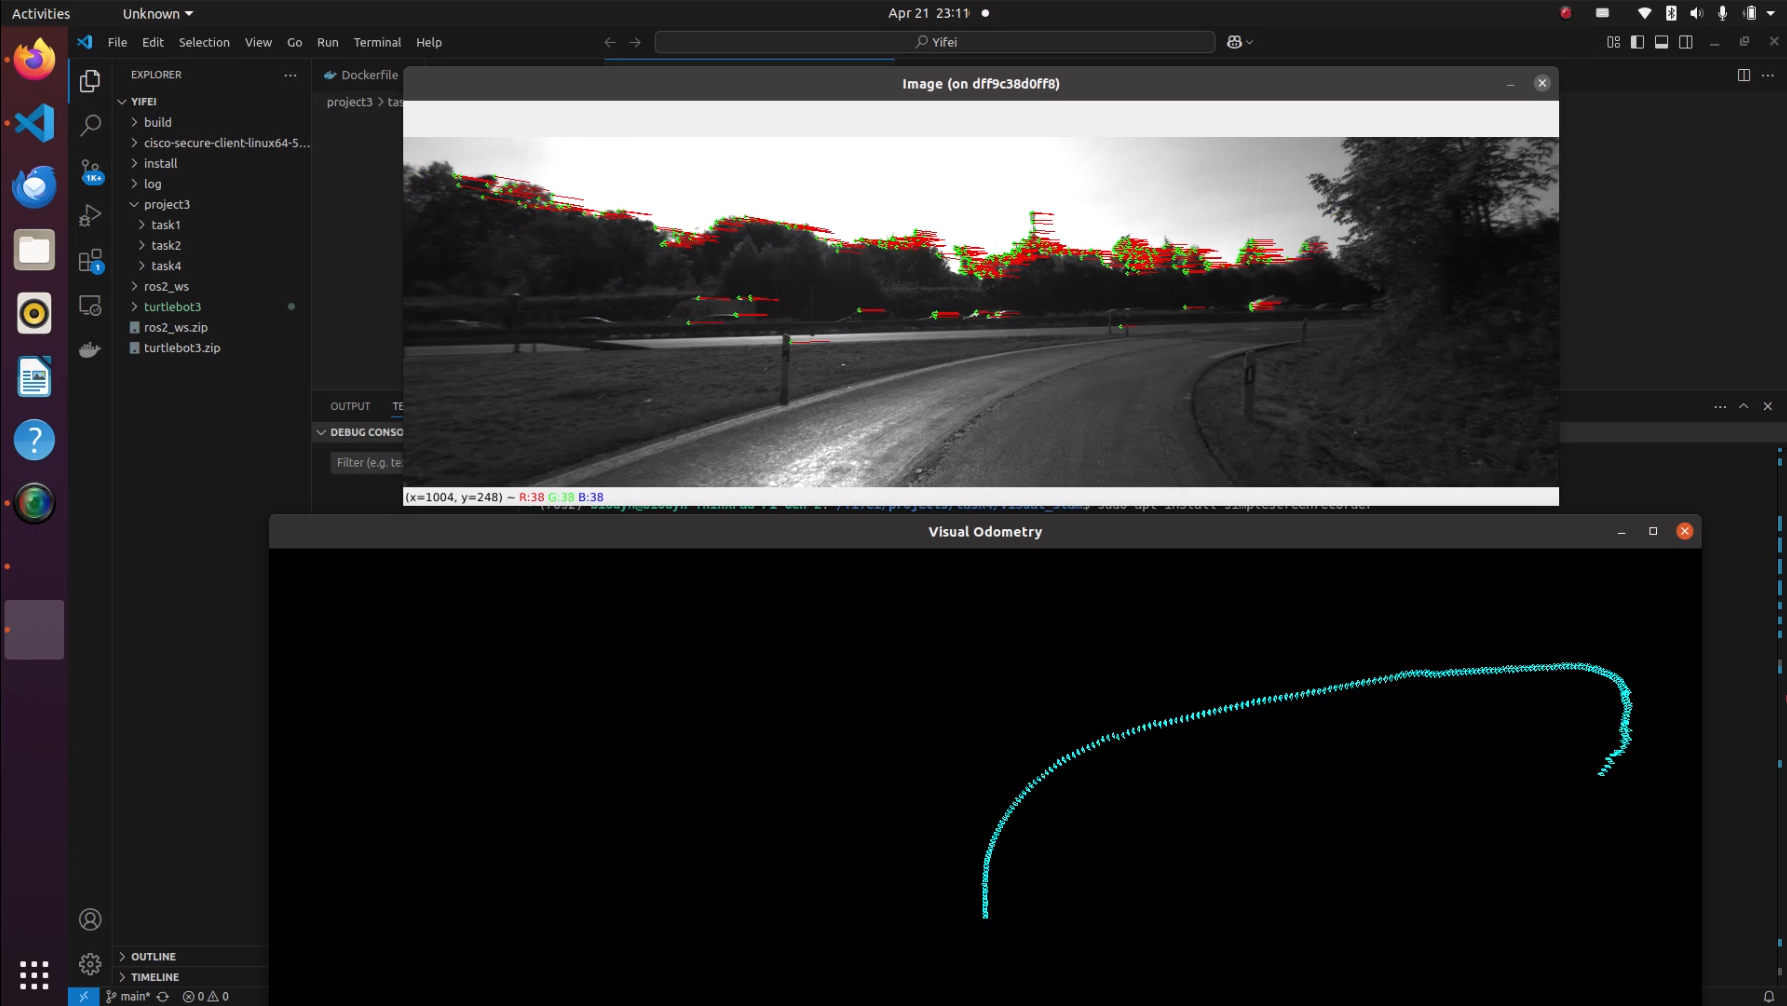 Activities
Unknown
Apr 21 23:11
File Edit Selection View Go Run Terminal Help
Yifei
EXPLORER
YIFEI
build
cisco-secure-client-linux64-5...
install
log
project3
task1
task2
task4
ros2_ws
turtlebot3
ros2_ws.zip
turtlebot3.zip
OUTLINE
TIMELINE
1K+
1
Dockerfile
project3 > tas
Image (on dff9c38d0ff8)
(x=1004, y=248) ~ R:38 G:38 B:38
OUTPUT TE
DEBUG CONSO
Filter (e.g. te
Visual Odometry
main* 0 0